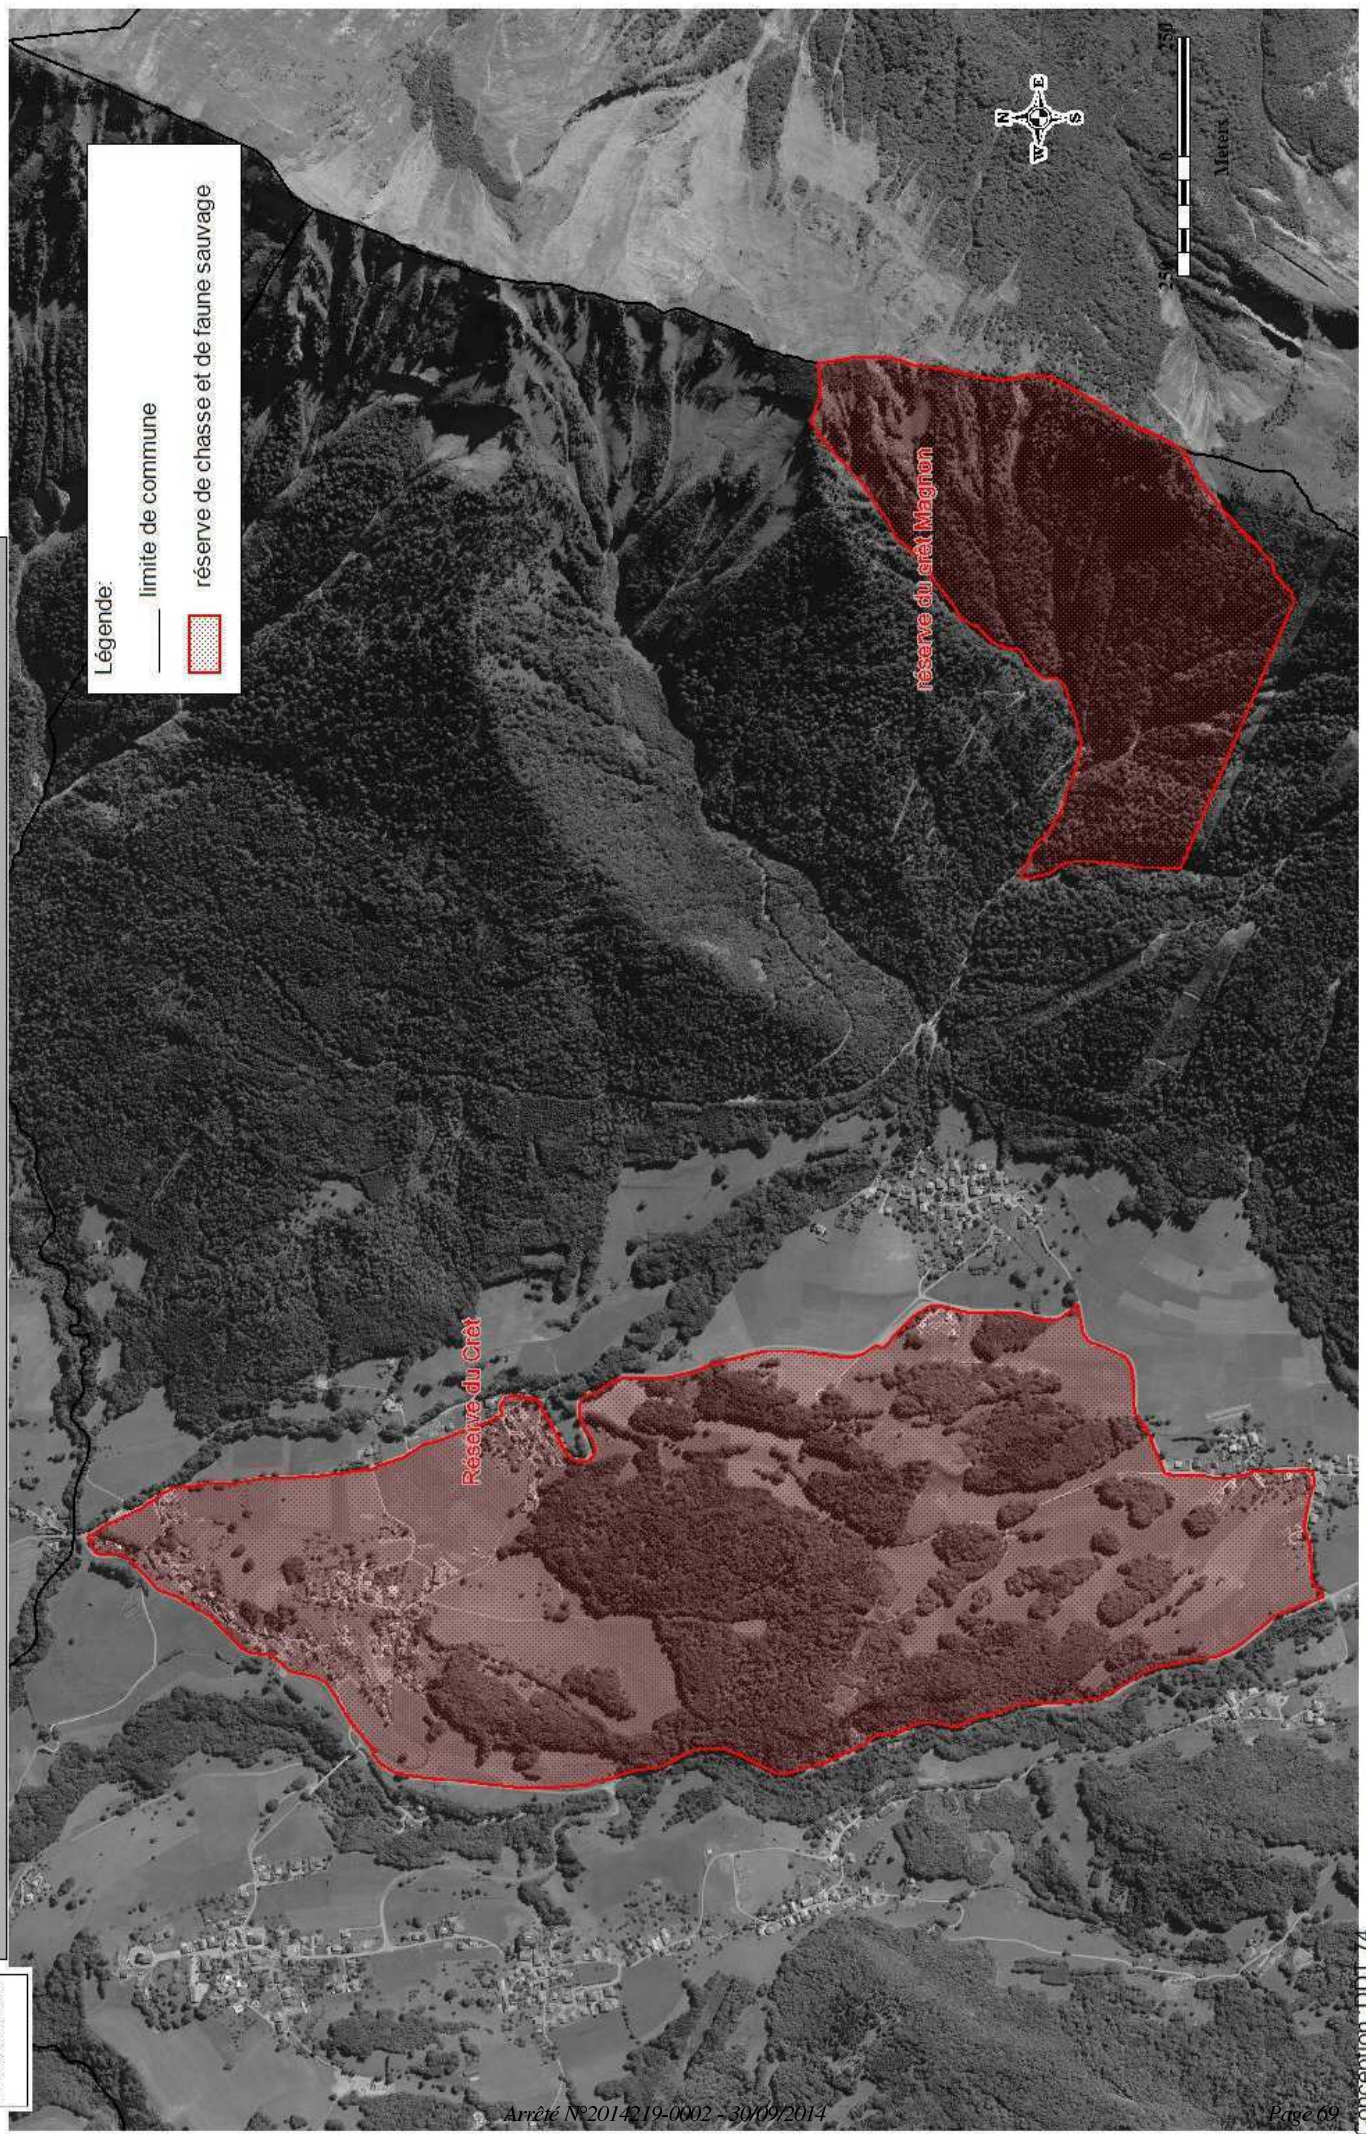 Légende:
limite de commune
réserve de chasse et de faune sauvage
N
W E
S
250 0 250
Meters
réserve du crêt Magnon
Réserve du Crêt
Arrêté N°2014219-0002 - 30/09/2014
Page 69